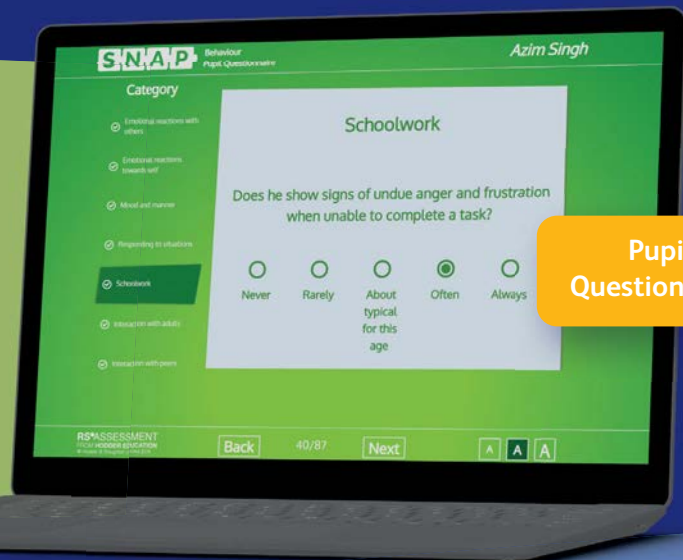 SNAP
Behaviour
Pupil Questionnaire
Azim Singh
Category
Emotional reactions with
others
Emotional reactions
towards self
Mood and manner
Responding to situations
Schoolwork
Interaction with adults
Interaction with peers
Schoolwork
Does he show signs of undue anger and frustration
when unable to complete a task?
Never
Rarely
About
typical
for this
age
Often
Always
Pupi
Question
RS ASSESSMENT
FROM HODDER EDUCATION
Back
40/87
Next
A A A